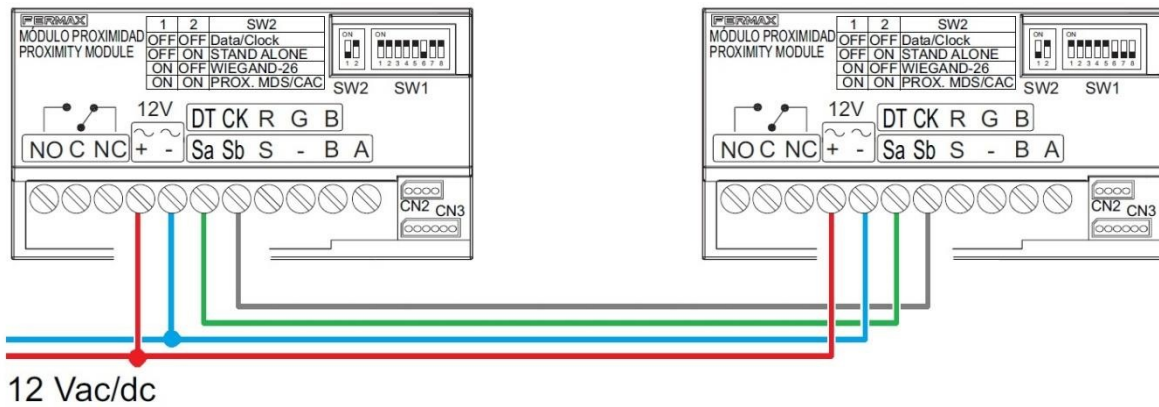 FERMAX
MÓDULO PROXIMIDAD
PROXIMITY MODULE
1 2 SW2
OFF OFF Data/Clock
OFF ON STAND ALONE
ON OFF WIEGAND-26
ON ON PROX. MDS/CAC
ON
1 2
SW2
ON
1 2 3 4 5 6 7 8
SW1
12V
DT CK R G B
NO C NC + - Sa Sb S - B A
CN2
CN3
FERMAX
MÓDULO PROXIMIDAD
PROXIMITY MODULE
1 2 SW2
OFF OFF Data/Clock
OFF ON STAND ALONE
ON OFF WIEGAND-26
ON ON PROX. MDS/CAC
ON
1 2
SW2
ON
1 2 3 4 5 6 7 8
SW1
12V
DT CK R G B
NO C NC + - Sa Sb S - B A
CN2
CN3
12 Vac/dc